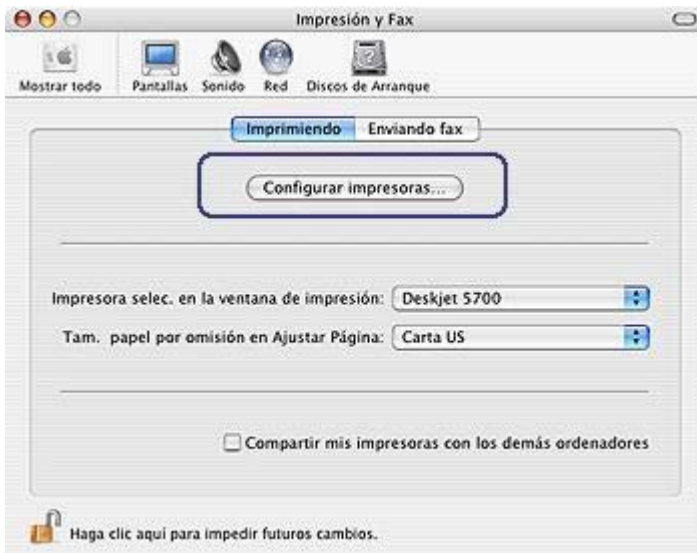 Impresión y Fax
Mostrar todo Pantallas Sonido Red Discos de Arranque
Imprimiendo Enviando fax
Configurar impresoras...
Impresora selec. en la ventana de impresión: Deskjet 5700
Tam. papel por omisión en Ajustar Página: Carta US
Compartir mis impresoras con los demás ordenadores
Haga clic aquí para impedir futuros cambios.